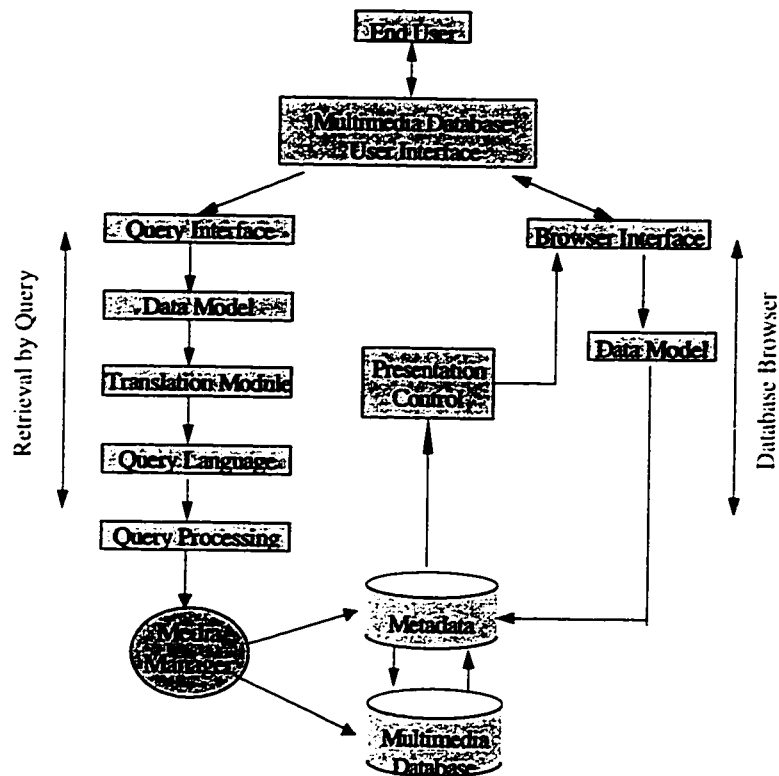 End User
Multimedia Database
User Interface
Query Interface
Browser Interface
Retrieval by Query
Data Model
Translation Module
Query Language
Query Processing
Presentation
Control
Data Model
Database Browser
Media
Manager
Metadata
Multimedia
Database